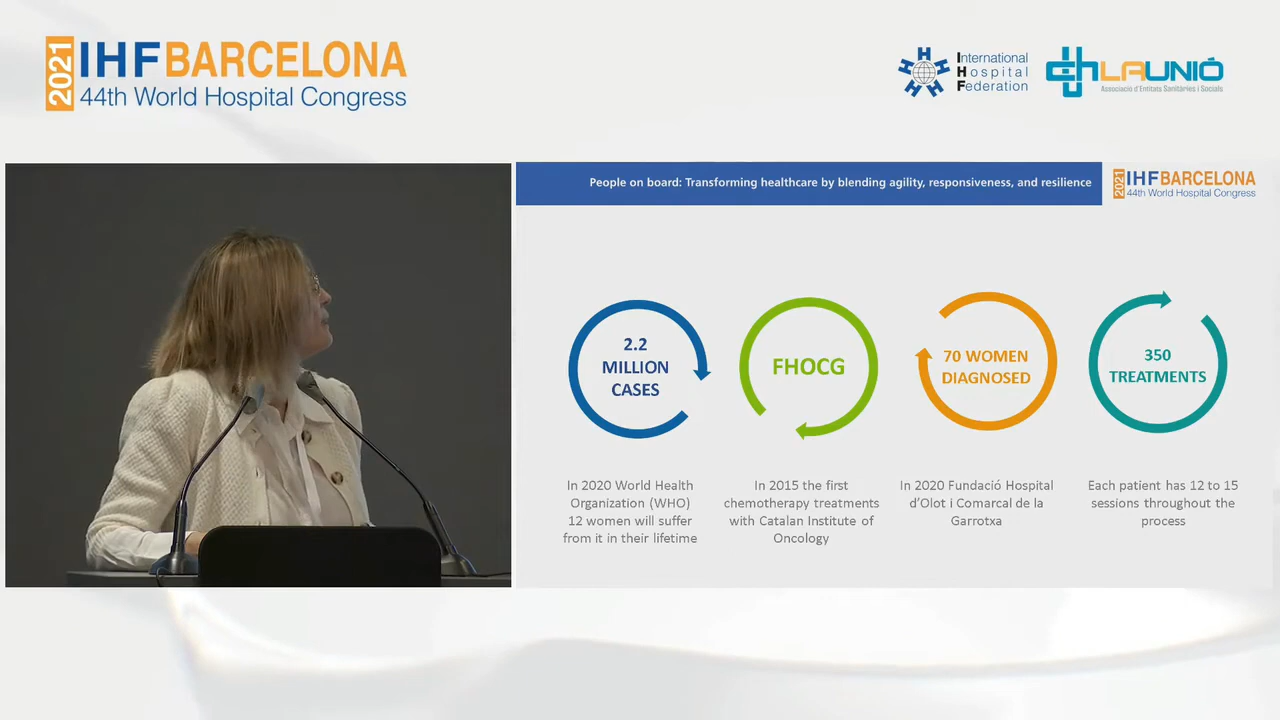 2021 IHF BARCELONA
44th World Hospital Congress
International
Hospital
Federation
LAUNIÓ
Associació d'Entitats Sanitàries i Socials
People on board: Transforming healthcare by blending agility, responsiveness, and resilience
2021 IHF BARCELONA
44th World Hospital Congress
2.2
MILLION
CASES
FHOCG
70 WOMEN
DIAGNOSED
350
TREATMENTS
In 2020 World Health
Organization (WHO)
12 women will suffer
from it in their lifetime
In 2015 the first
chemotherapy treatments
with Catalan Institute of
Oncology
In 2020 Fundació Hospital
d'Olot i Comarcal de la
Garrotxa
Each patient has 12 to 15
sessions throughout the
process